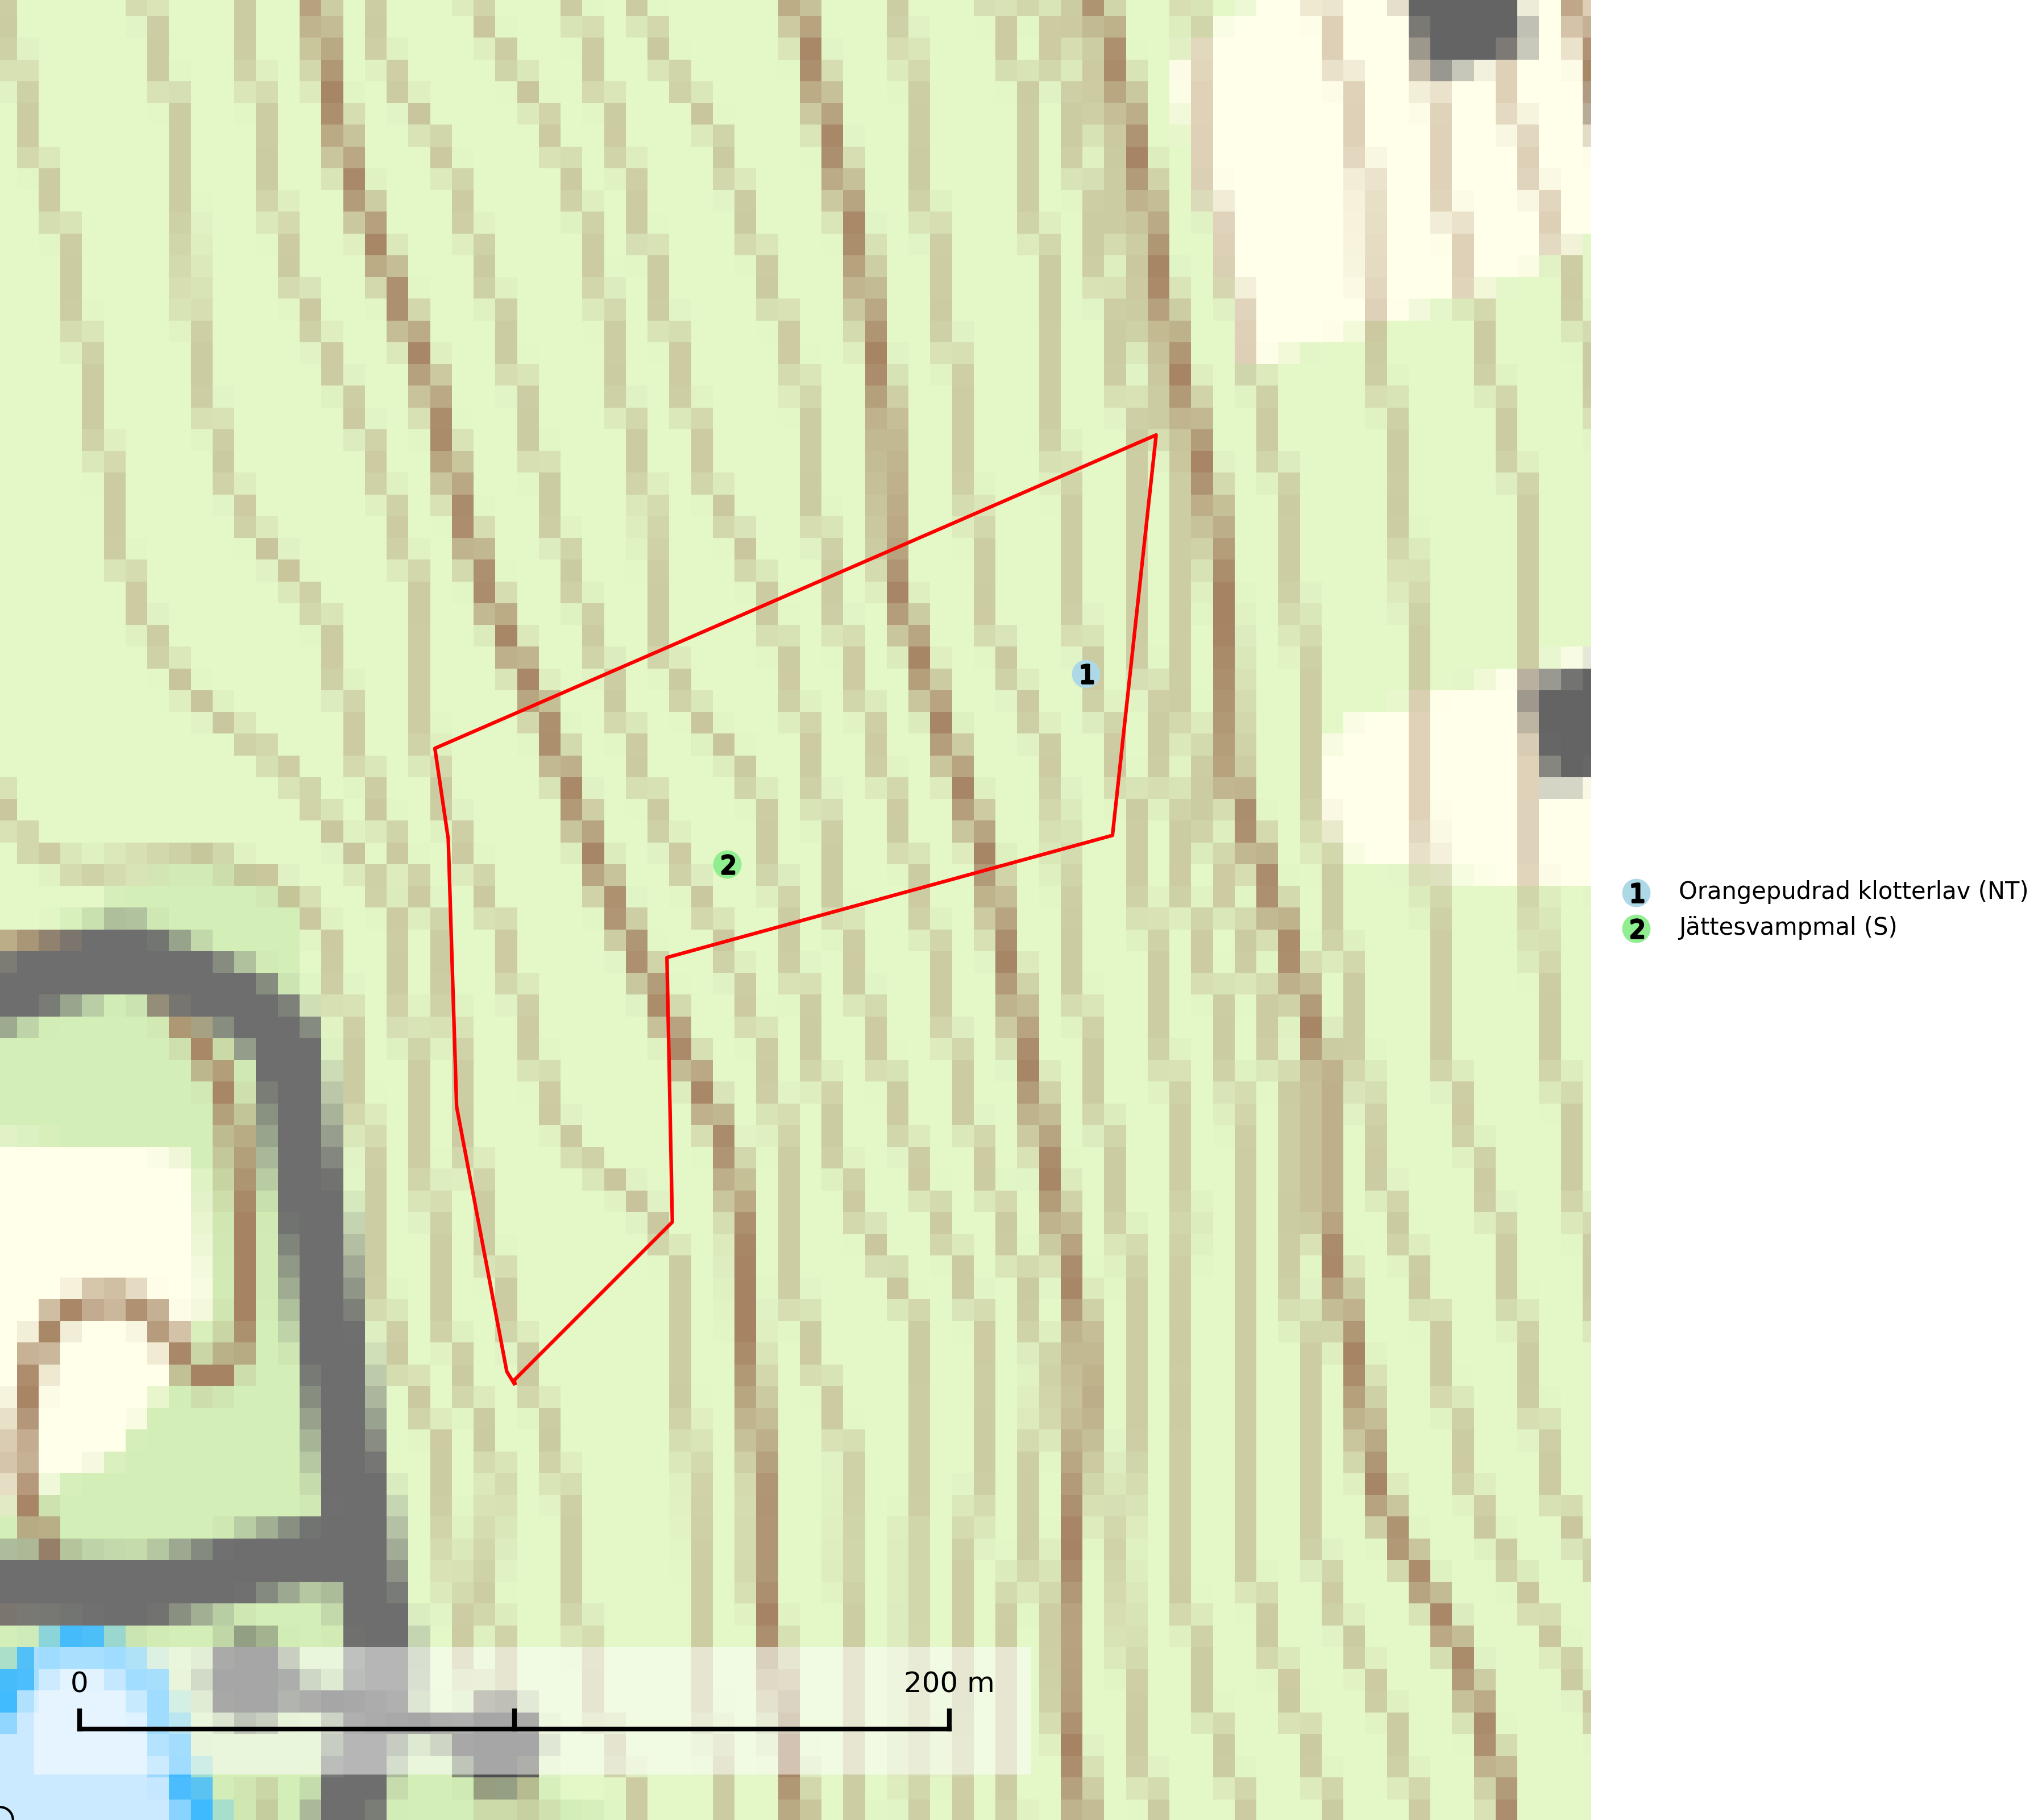 1
2
1 Orangepudrad klotterlav (NT)
2 Jättesvampmal (S)
0 200 m